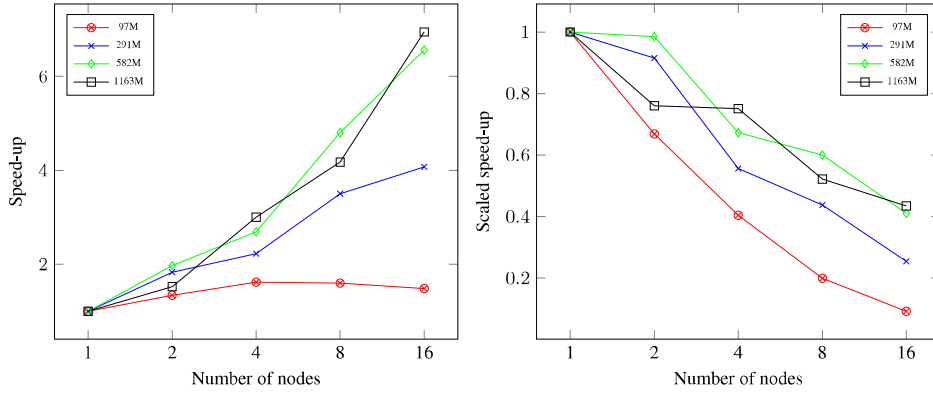 97M
291M
582M
1163M
6
4
2
Speed-up
1 2 4 8 16
Number of nodes
97M
291M
582M
1163M
1
0.8
0.6
0.4
0.2
Scaled speed-up
1 2 4 8 16
Number of nodes